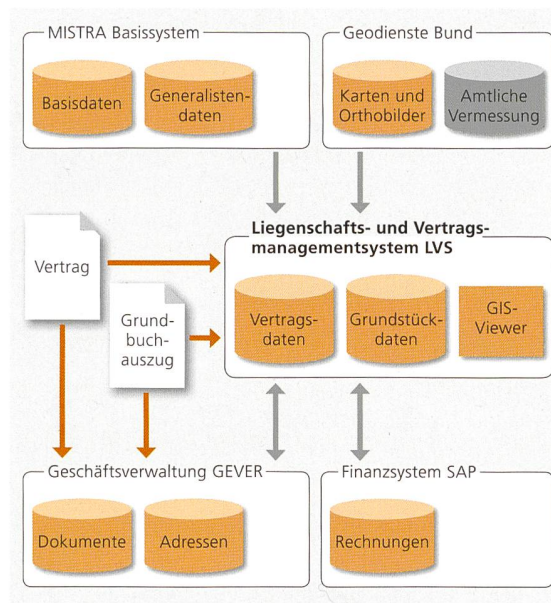 MISTRA Basissystem
Basisdaten
Generalisten-
daten
Geodienste Bund
Karten und
Orthobilder
Amtliche
Vermessung
Liegenschafts- und Vertrags-
managementsystem LVS
Vertrags-
daten
Grundstück-
daten
GIS-
Viewer
Vertrag
Grund-
buch-
auszug
Geschäftsverwaltung GEVER
Dokumente
Adressen
Finanzsystem SAP
Rechnungen